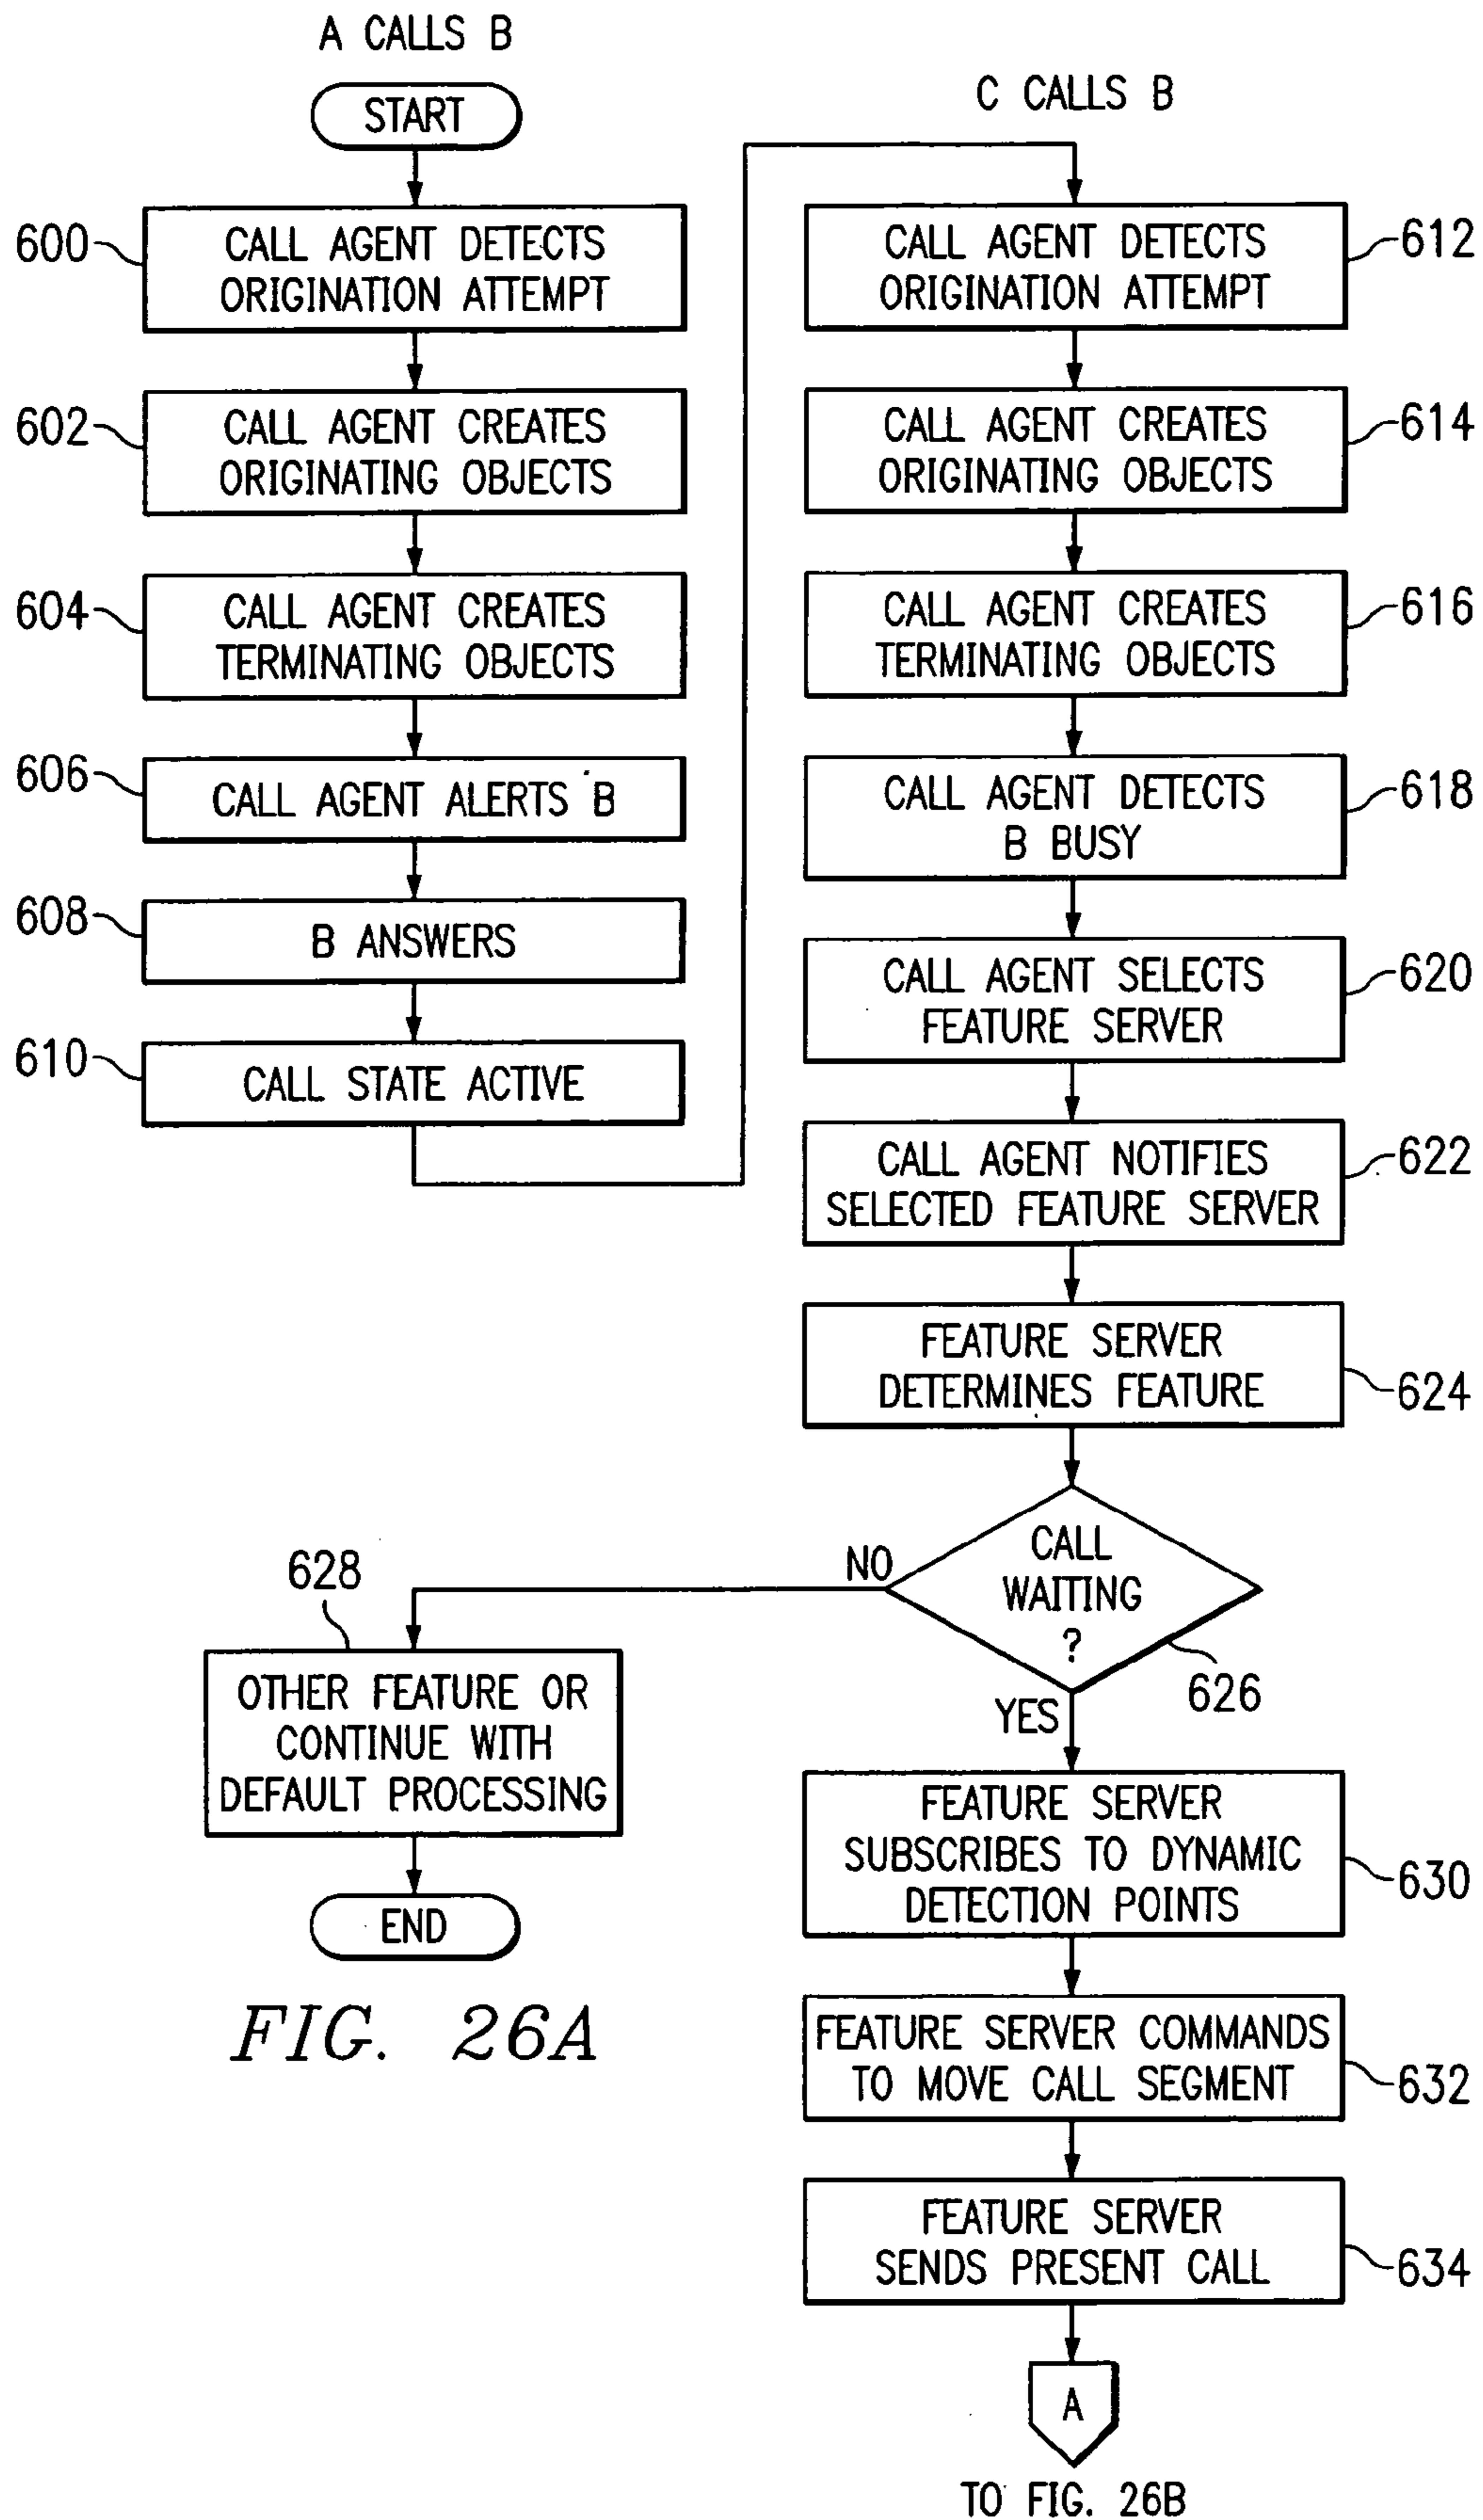 A CALLS B
START
600
CALL AGENT DETECTS
ORIGINATION ATTEMPT
602
CALL AGENT CREATES
ORIGINATING OBJECTS
604
CALL AGENT CREATES
TERMINATING OBJECTS
606
CALL AGENT ALERTS B
608
B ANSWERS
610
CALL STATE ACTIVE
C CALLS B
CALL AGENT DETECTS
ORIGINATION ATTEMPT
612
CALL AGENT CREATES
ORIGINATING OBJECTS
614
CALL AGENT CREATES
TERMINATING OBJECTS
616
CALL AGENT DETECTS
B BUSY
618
CALL AGENT SELECTS
FEATURE SERVER
620
CALL AGENT NOTIFIES
SELECTED FEATURE SERVER
622
FEATURE SERVER
DETERMINES FEATURE
624
CALL
WAITING
?
626
NO
628
OTHER FEATURE OR
CONTINUE WITH
DEFAULT PROCESSING
END
YES
FEATURE SERVER
SUBSCRIBES TO DYNAMIC
DETECTION POINTS
630
FEATURE SERVER COMMANDS
TO MOVE CALL SEGMENT
632
FEATURE SERVER
SENDS PRESENT CALL
634
A
TO FIG. 26B
FIG. 26A